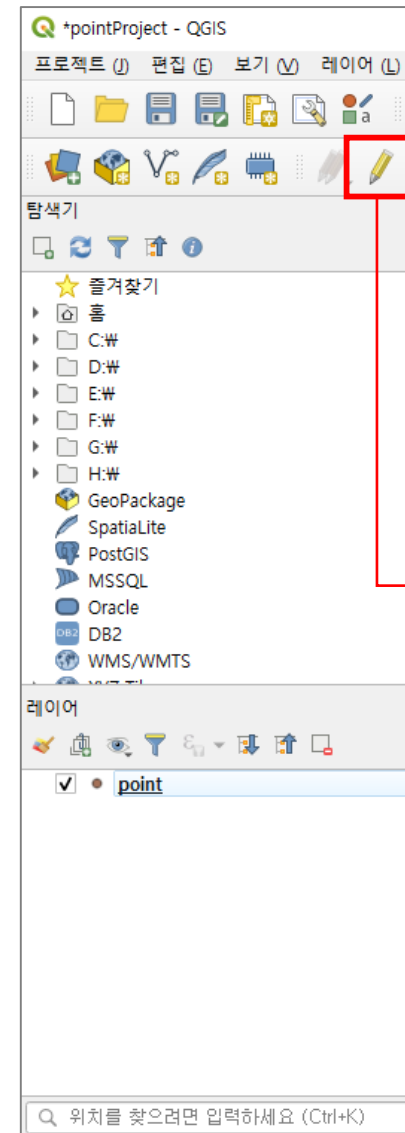 *pointProject - QGIS
프로젝트 (J) 편집 (E) 보기 (V) 레이어 (L)
a
탐색기
즐겨찾기
홈
C:₩
D:₩
E:₩
F:₩
G:₩
H:₩
GeoPackage
SpatiaLite
PostGIS
MSSQL
Oracle
DB2 DB2
WMS/WMTS
레이어
point
위치를 찾으려면 입력하세요 (Ctrl+K)